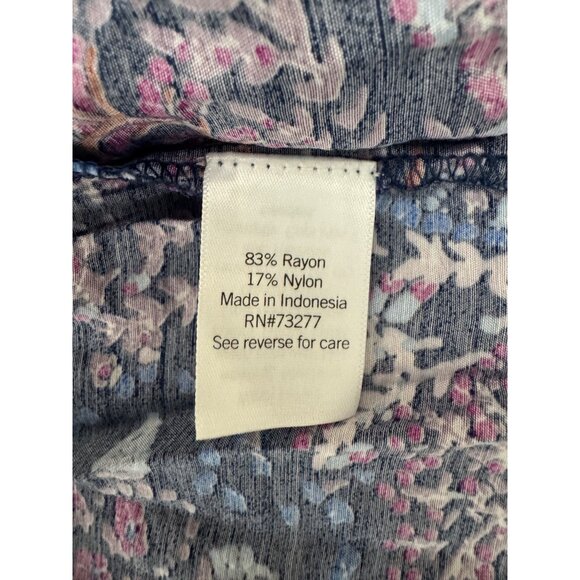 83% Rayon
17% Nylon
Made in Indonesia
RN#73277
See reverse for care